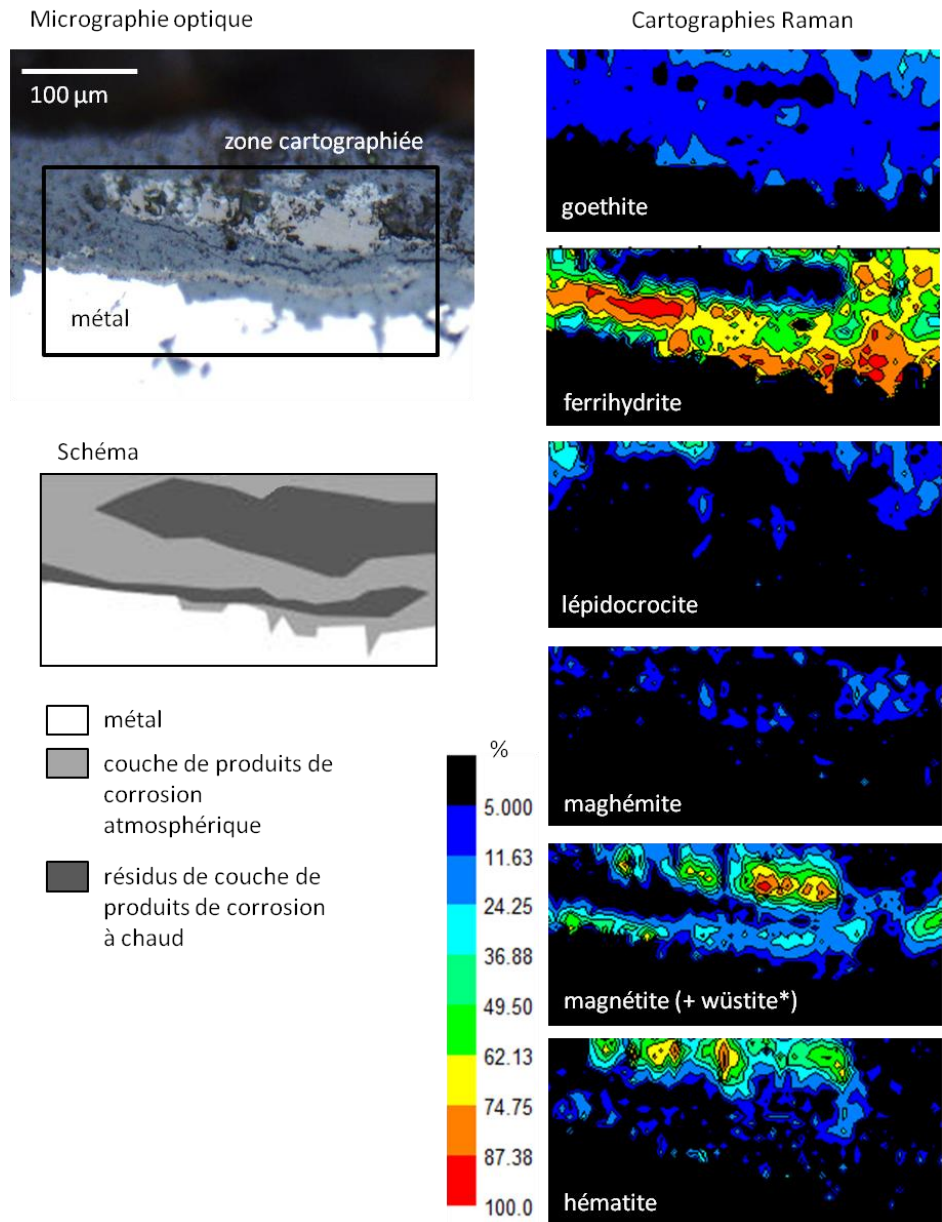 Micrographie optique
100 µm
zone cartographiée
métal
Schéma
métal
couche de produits de
corrosion
atmosphérique
résidus de couche de
produits de corrosion
à chaud
Cartographies Raman
goethite
ferrihydrite
lépidocrocite
maghémite
magnétite (+ wüstite*)
hématite
%
5.000
11.63
24.25
36.88
49.50
62.13
74.75
87.38
100.0